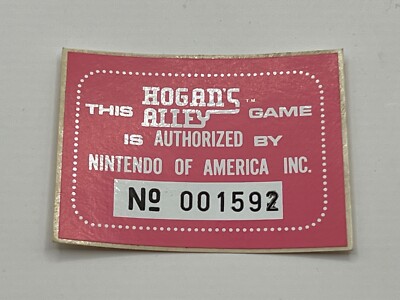 THIS HOGAN'S ALLEY™ GAME
IS AUTHORIZED BY
NINTENDO OF AMERICA INC.
Nº 001592